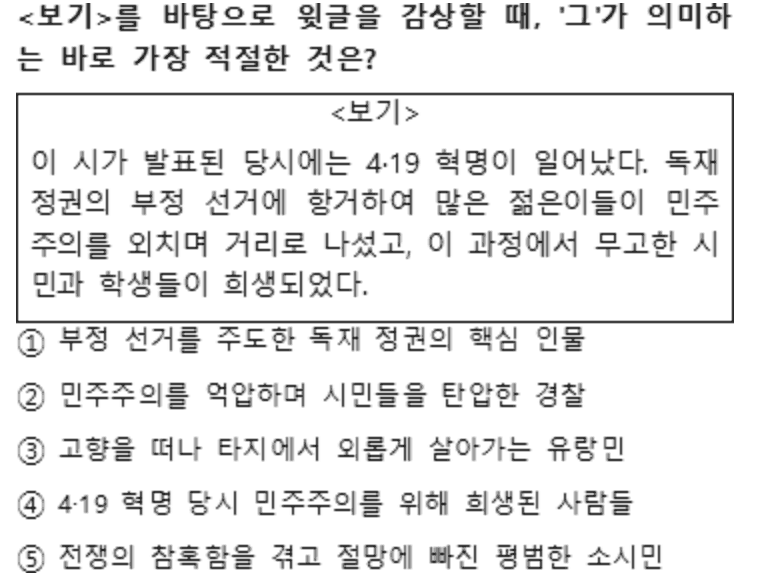 <보기>를 바탕으로 윗글을 감상할 때, '그'가 의미하
는 바로 가장 적절한 것은?
<보기>
이 시가 발표된 당시에는 4·19 혁명이 일어났다. 독재
정권의 부정 선거에 항거하여 많은 젊은이들이 민주
주의를 외치며 거리로 나섰고, 이 과정에서 무고한 시
민과 학생들이 희생되었다.
① 부정 선거를 주도한 독재 정권의 핵심 인물
② 민주주의를 억압하며 시민들을 탄압한 경찰
③ 고향을 떠나 타지에서 외롭게 살아가는 유랑민
④ 4·19 혁명 당시 민주주의를 위해 희생된 사람들
⑤ 전쟁의 참혹함을 겪고 절망에 빠진 평범한 소시민